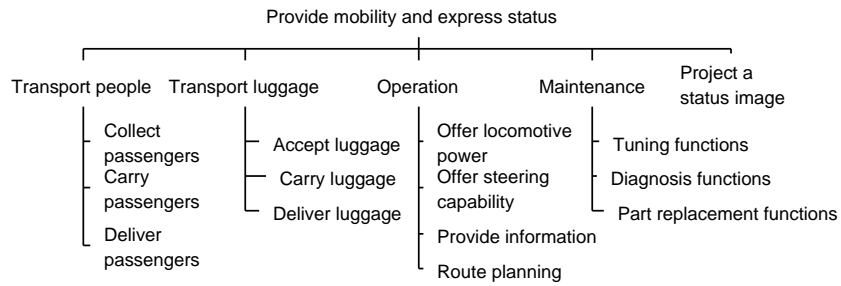 Provide mobility and express status
Transport people
Transport luggage
Operation
Maintenance
Project a
status image
Collect
passengers
Carry
passengers
Deliver
passengers
Accept luggage
Carry luggage
Deliver luggage
Offer locomotive
power
Offer steering
capability
Provide information
Route planning
Tuning functions
Diagnosis functions
Part replacement functions